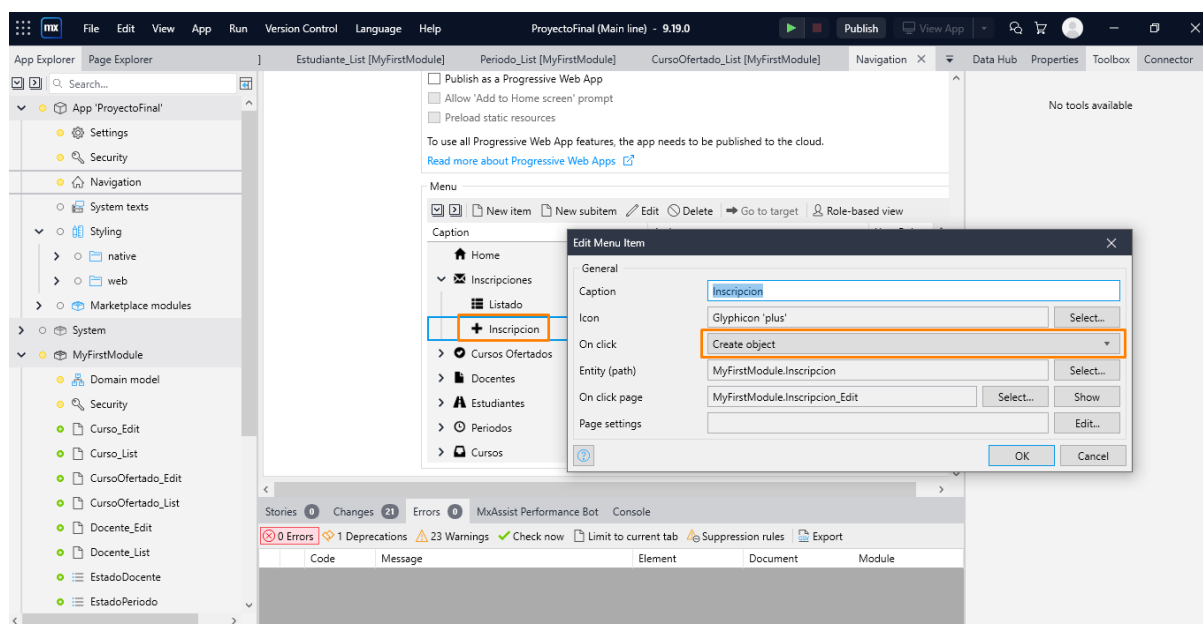 mx File Edit View App Run Version Control Language Help ProyectoFinal (Main line) - 9.19.0 Publish View App
App Explorer Page Explorer ] Estudiante_List [MyFirstModule] Periodo_List [MyFirstModule] CursoOfertado_List [MyFirstModule] Navigation Data Hub Properties Toolbox Connector
Search...
App 'ProyectoFinal'
Settings
Security
Navigation
System texts
Styling
native
web
Marketplace modules
System
MyFirstModule
Domain model
Security
Curso_Edit
Curso_List
CursoOfertado_Edit
CursoOfertado_List
Docente_Edit
Docente_List
EstadoDocente
EstadoPeriodo
Publish as a Progressive Web App
Allow 'Add to Home screen' prompt
Preload static resources
To use all Progressive Web App features, the app needs to be published to the cloud.
Read more about Progressive Web Apps
Menu
New item New subitem Edit Delete Go to target Role-based view
Caption
Home
Inscripciones
Listado
Inscripcion
Cursos Ofertados
Docentes
Estudiantes
Periodos
Cursos
Edit Menu Item
General
Caption Inscripcion
Icon Glyphicon 'plus' Select...
On click Create object
Entity (path) MyFirstModule.Inscripcion Select...
On click page MyFirstModule.Inscripcion_Edit Select... Show
Page settings Edit...
? OK Cancel
No tools available
Stories 0 Changes 21 Errors 0 MxAssist Performance Bot Console
0 Errors 1 Deprecations 23 Warnings Check now Limit to current tab Suppression rules Export
Code Message Element Document Module